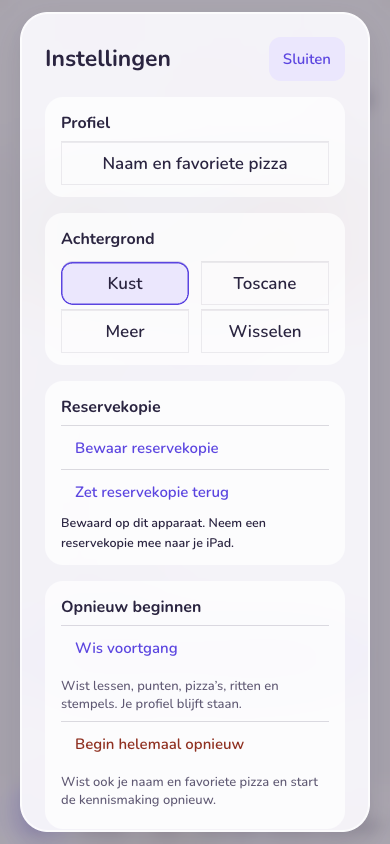 Instellingen
Sluiten
Profiel
Naam en favoriete pizza
Achtergrond
Kust
Toscane
Meer
Wisselen
Reservekopie
Bewaar reservekopie
Zet reservekopie terug
Bewaard op dit apparaat. Neem een
reservekopie mee naar je iPad.
Opnieuw beginnen
Wis voortgang
Wist lessen, punten, pizza’s, ritten en
stempels. Je profiel blijft staan.
Begin helemaal opnieuw
Wist ook je naam en favoriete pizza en start
de kennismaking opnieuw.